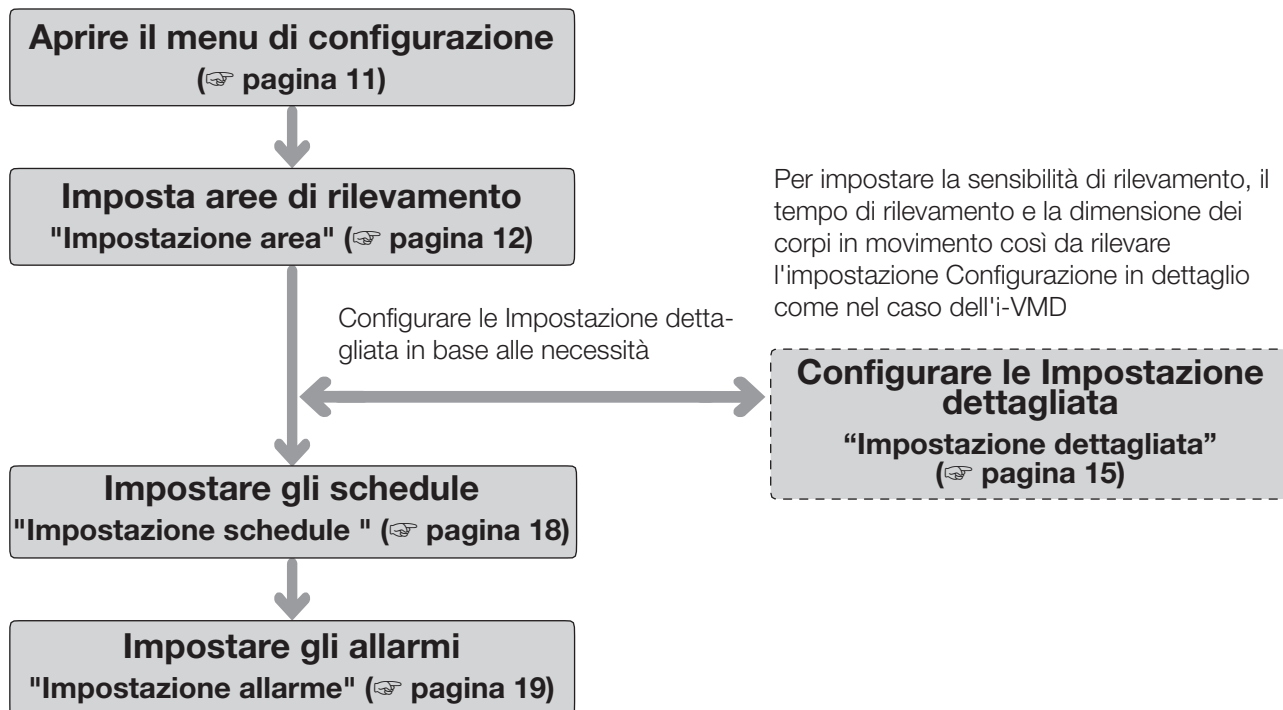 Aprire il menu di configurazione
(☞ pagina 11)
Imposta aree di rilevamento
"Impostazione area" (☞ pagina 12)
Per impostare la sensibilità di rilevamento, il
tempo di rilevamento e la dimensione dei
corpi in movimento così da rilevare
l'impostazione Configurazione in dettaglio
come nel caso dell'i-VMD
Configurare le Impostazione detta-
gliata in base alle necessità
Configurare le Impostazione
dettagliata
“Impostazione dettagliata”
(☞ pagina 15)
Impostare gli schedule
"Impostazione schedule " (☞ pagina 18)
Impostare gli allarmi
"Impostazione allarme" (☞ pagina 19)